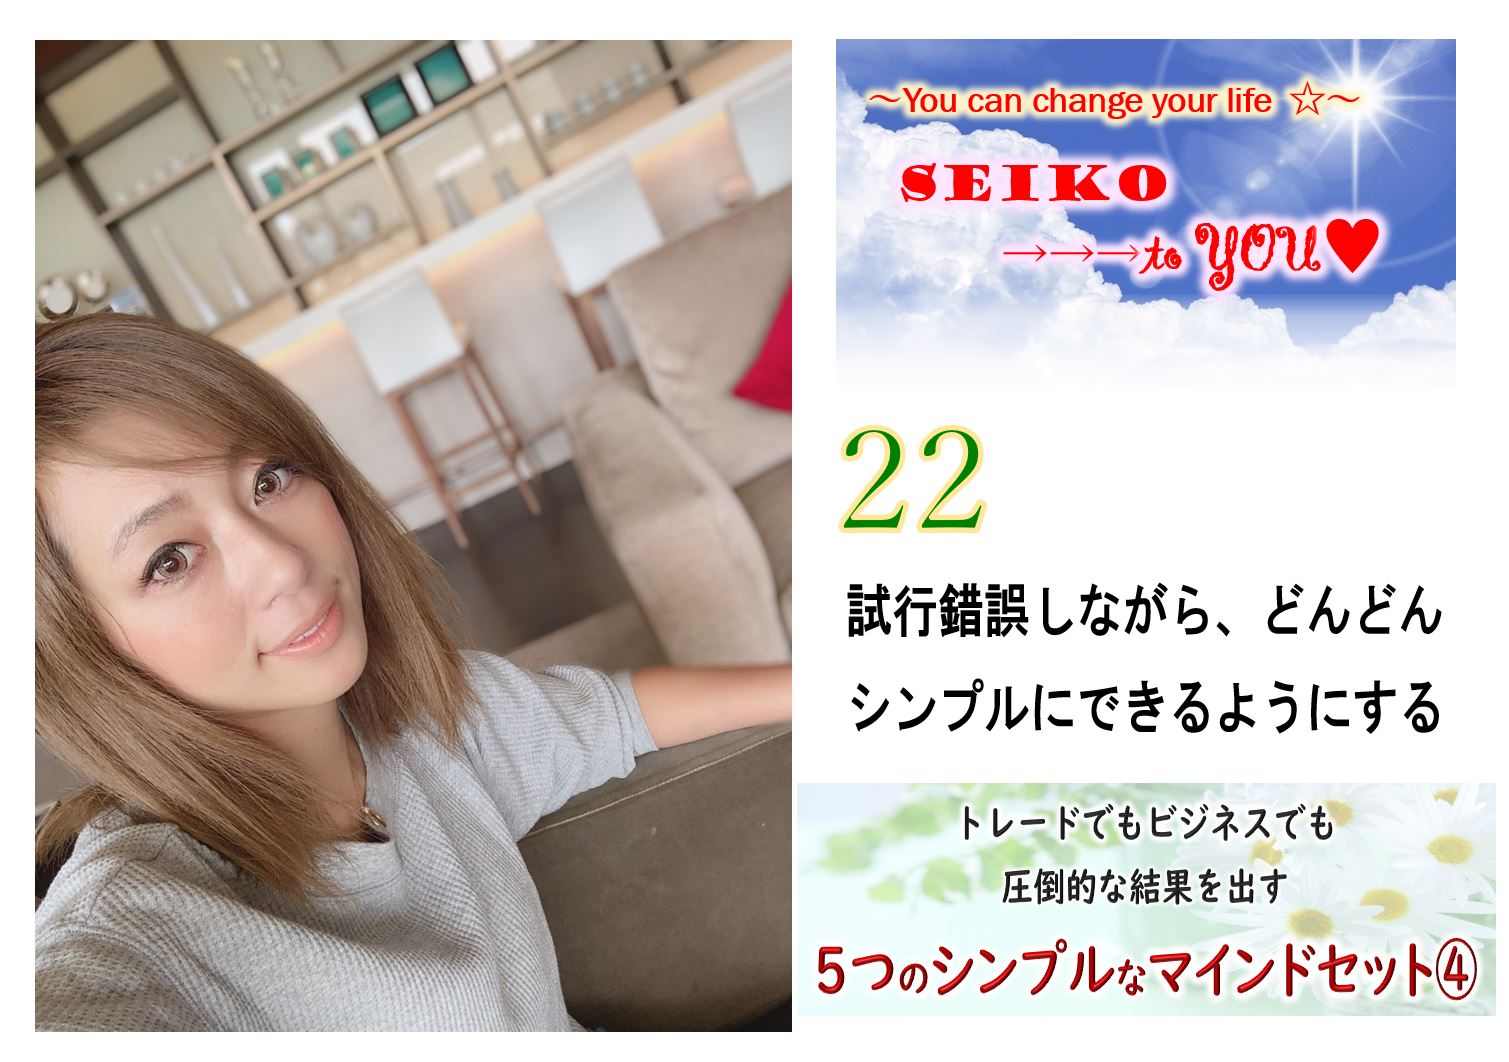 ～You can change your life ☆～
SEIKO
→→→to YOU♥
22
試行錯誤しながら、どんどん
シンプルにできるようにする
トレードでもビジネスでも
圧倒的な結果を出す
5つのシンプルなマインドセット④